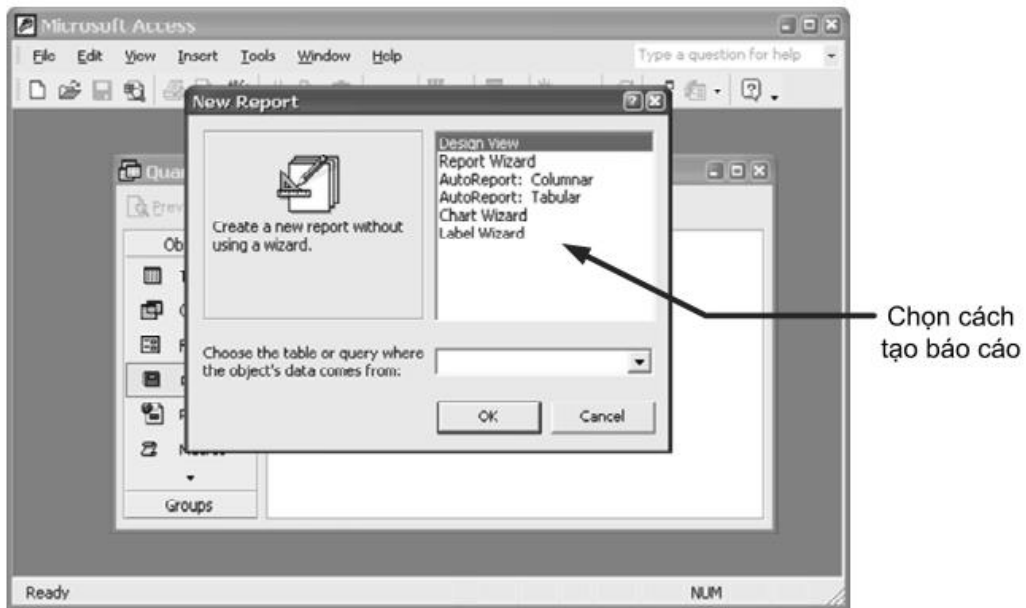 Microsoft Access
File Edit View Insert Tools Window Help
Type a question for help
New Report
Design View
Report Wizard
AutoReport: Columnar
AutoReport: Tabular
Chart Wizard
Label Wizard
Create a new report without
using a wizard.
Choose the table or query where
the object's data comes from:
OK Cancel
Groups
Chọn cách
tạo báo cáo
Ready NUM